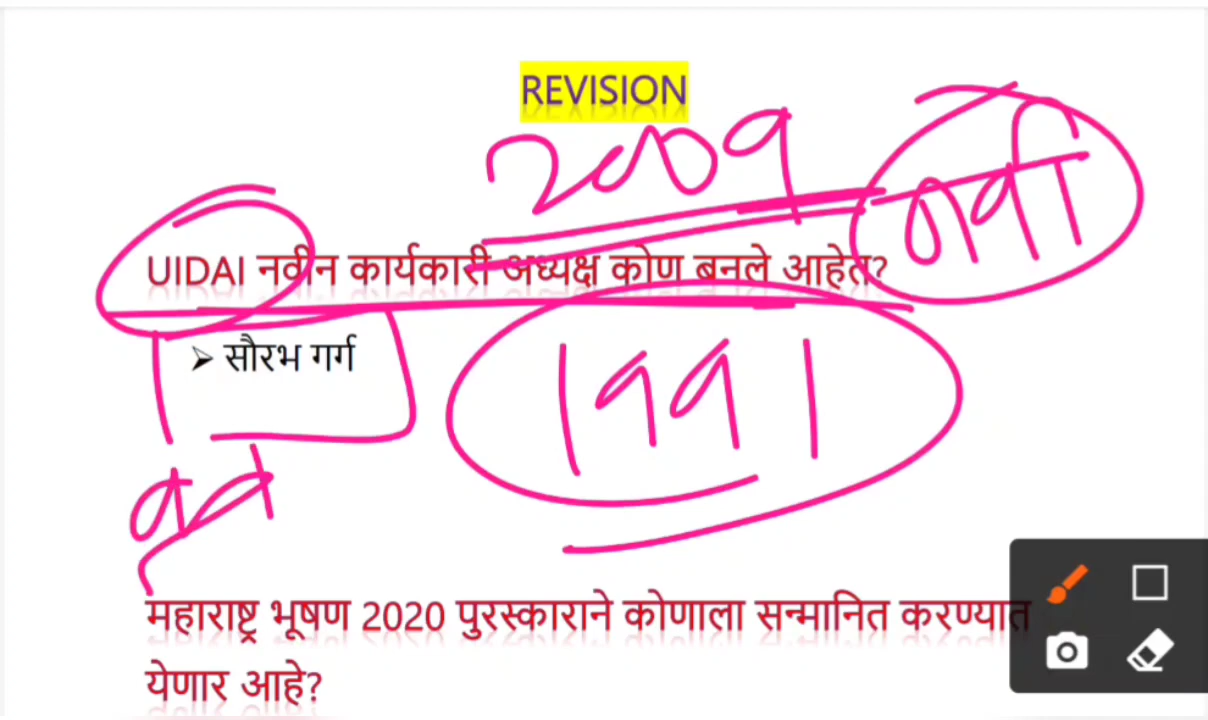 REVISION
2009
UIDAI नवीन कार्यकारी अध्यक्ष कोण बनले आहेत?
➢ सौरभ गर्ग
1991
महाराष्ट्र भूषण 2020 पुरस्काराने कोणाला सन्मानित करण्यात
येणार आहे?